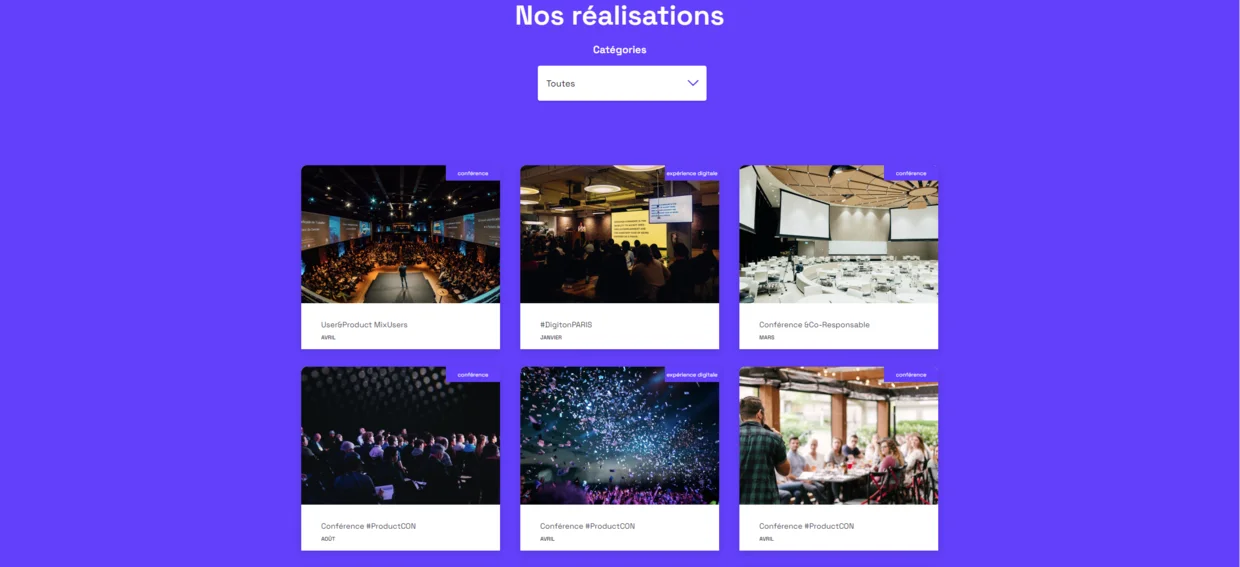 Nos réalisations
Catégories
Toutes
conférence
expérience digitale
conférence
User&Product MixUsers
AVRIL
#DigitonPARIS
JANVIER
Conférence &Co-Responsable
MARS
conférence
expérience digitale
conférence
Conférence #ProductCON
AOÛT
Conférence #ProductCON
AVRIL
Conférence #ProductCON
AVRIL